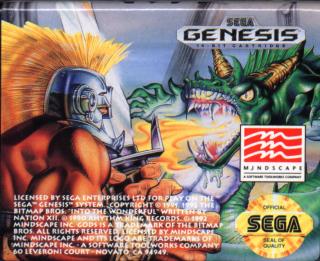 SEGA
GENESIS
16-BIT CARTRIDGE
MINDSCAPE
A SOFTWARE TOOLWORKS COMPANY
LICENSED BY SEGA ENTERPRISES LTD FOR PLAY ON THE
SEGA™ GENESIS™ SYSTEM. COPYRIGHT © 1991, 1992 THE
BITMAP BROS. "INTO THE WONDERFUL" WRITTEN BY
NATION XII. © 1990 RHYTHM KING RECORDS. © 1992
MINDSCAPE INC. GODS IS A TRADEMARK OF THE BITMAP
BROS. ALL RIGHTS RESERVED. LICENSED BY MINDSCAPE
INC. MINDSCAPE AND ITS LOGO ARE TRADEMARKS OF
MINDSCAPE INC. · A SOFTWARE TOOLWORKS COMPANY
60 LEVERONI COURT · NOVATO, CA 94949
OFFICIAL
SEGA
SEAL OF
QUALITY